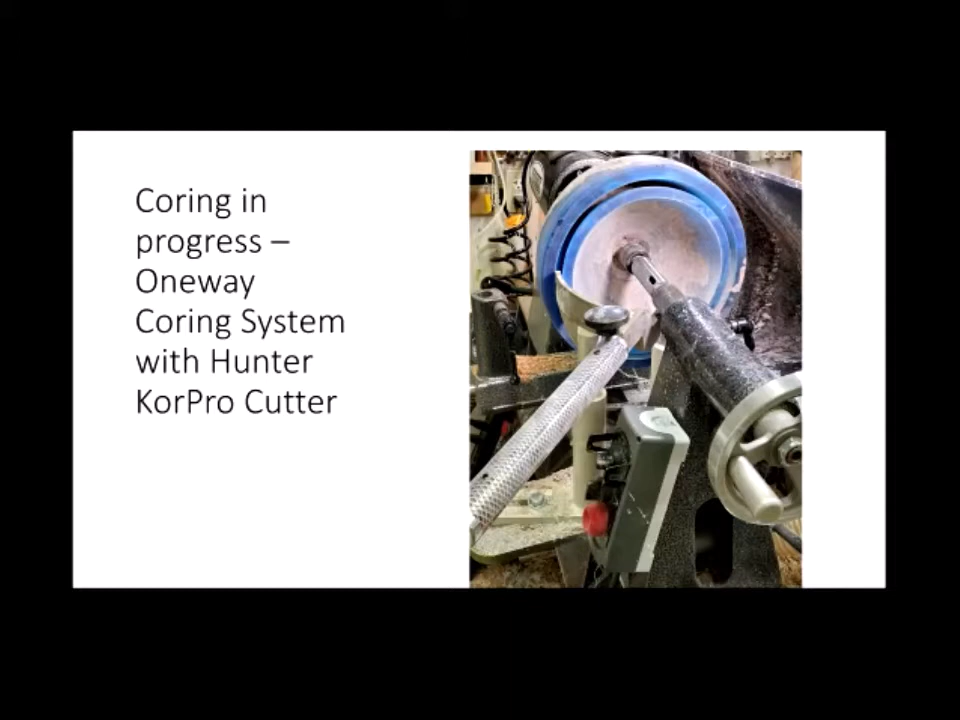 Coring in
progress –
Oneway
Coring System
with Hunter
KorPro Cutter